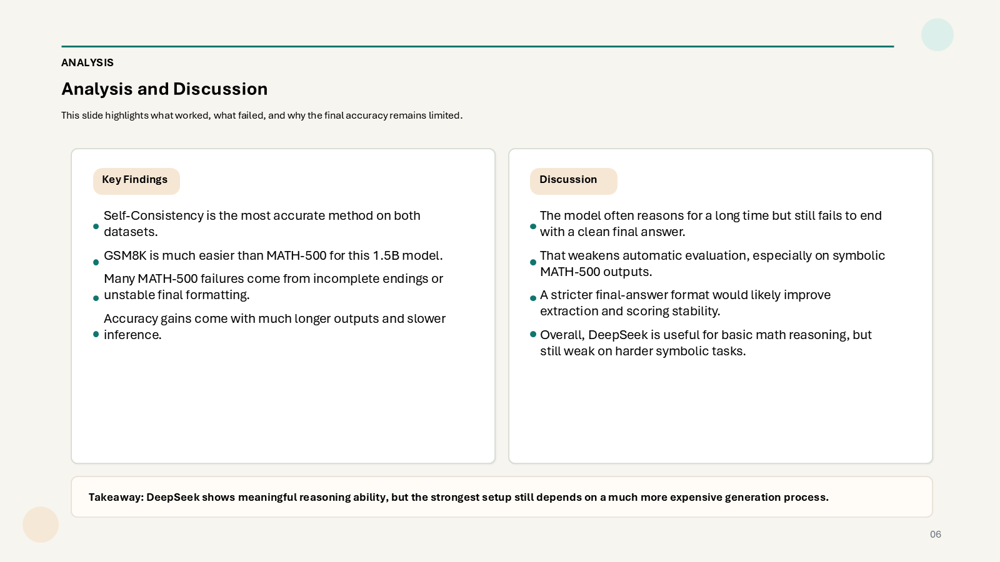 ANALYSIS
Analysis and Discussion
This slide highlights what worked, what failed, and why the final accuracy remains limited.
Key Findings
Self-Consistency is the most accurate method on both
datasets.
GSM8K is much easier than MATH-500 for this 1.5B model.
Many MATH-500 failures come from incomplete endings or
unstable final formatting.
Accuracy gains come with much longer outputs and slower
inference.
Discussion
The model often reasons for a long time but still fails to end
with a clean final answer.
That weakens automatic evaluation, especially on symbolic
MATH-500 outputs.
A stricter final-answer format would likely improve
extraction and scoring stability.
Overall, DeepSeek is useful for basic math reasoning, but
still weak on harder symbolic tasks.
Takeaway: DeepSeek shows meaningful reasoning ability, but the strongest setup still depends on a much more expensive generation process.
06